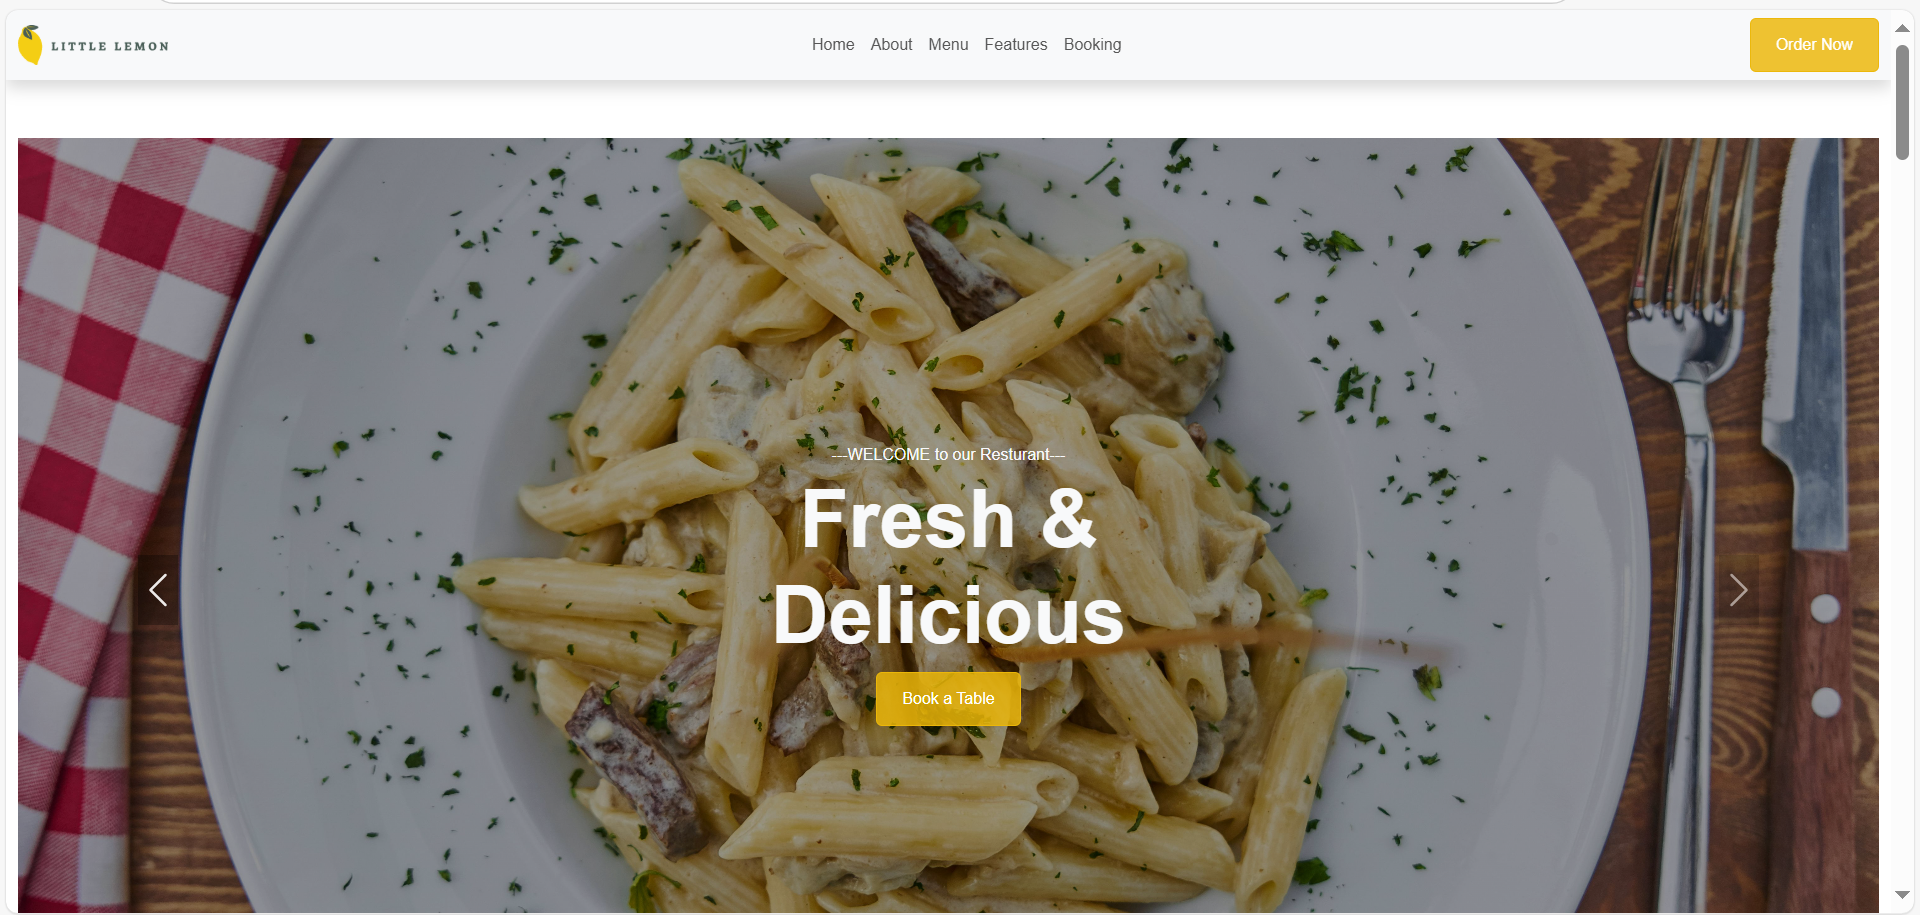 LITTLE LEMON
Home About Menu Features Booking
Order Now
---WELCOME to our Resturant---
Fresh &
Delicious
Book a Table